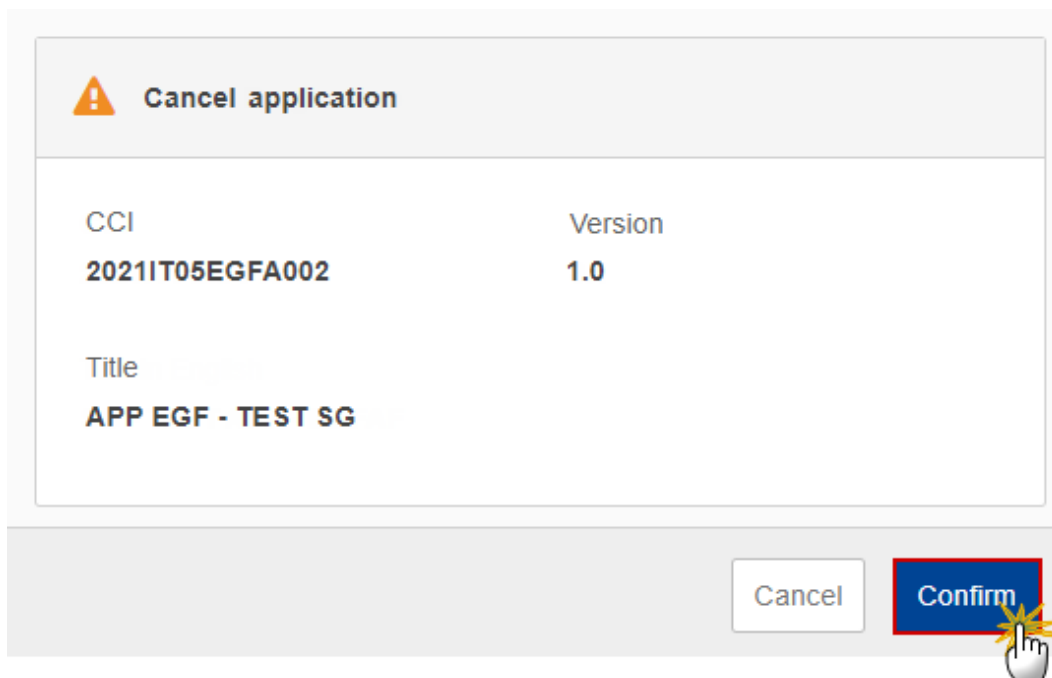 Cancel application
CCI
Version
2021IT05EGFA002
1.0
Title
APP EGF - TEST SG
Cancel
Confirm